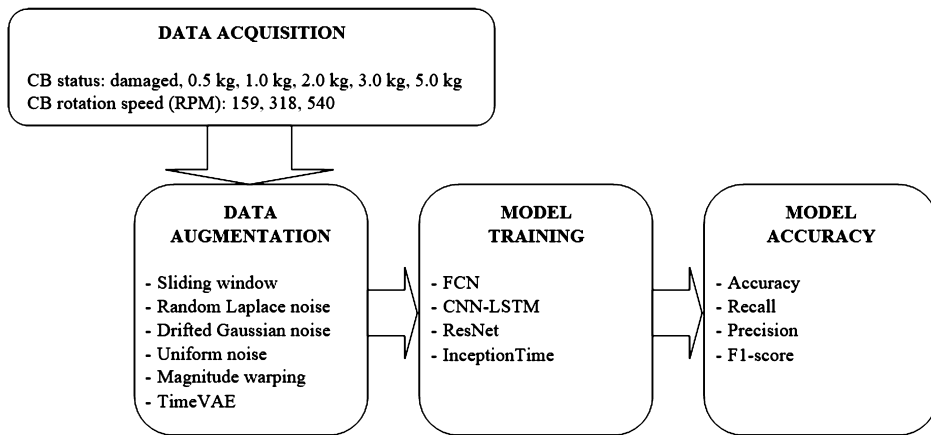 DATA ACQUISITION
CB status: damaged, 0.5 kg, 1.0 kg, 2.0 kg, 3.0 kg, 5.0 kg
CB rotation speed (RPM): 159, 318, 540
DATA
AUGMENTATION
- Sliding window
- Random Laplace noise
- Drifted Gaussian noise
- Uniform noise
- Magnitude warping
- TimeVAE
MODEL
TRAINING
- FCN
- CNN-LSTM
- ResNet
- InceptionTime
MODEL
ACCURACY
- Accuracy
- Recall
- Precision
- F1-score